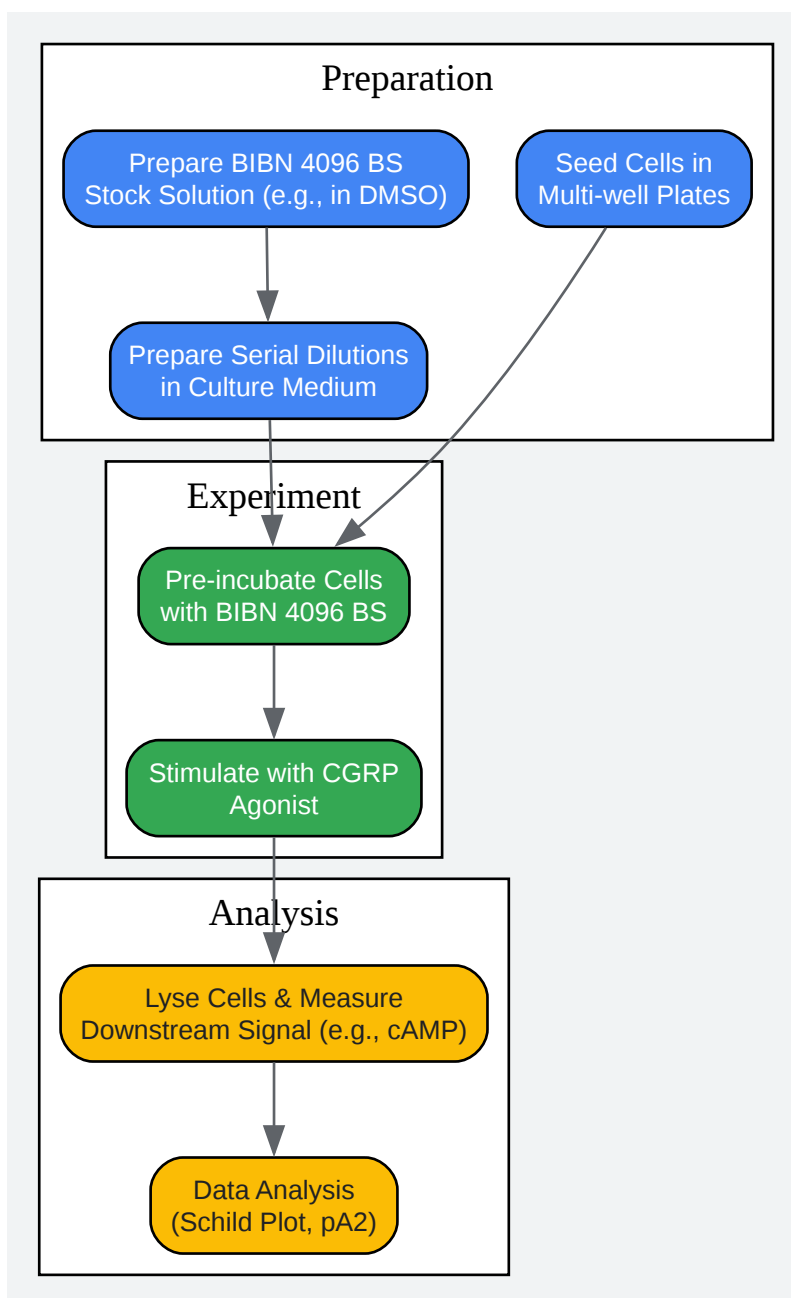 Preparation
Prepare BIBN 4096 BS
Stock Solution (e.g., in DMSO)
Seed Cells in
Multi-well Plates
Prepare Serial Dilutions
in Culture Medium
Experiment
Pre-incubate Cells
with BIBN 4096 BS
Stimulate with CGRP
Agonist
Analysis
Lyse Cells & Measure
Downstream Signal (e.g., cAMP)
Data Analysis
(Schild Plot, pA2)